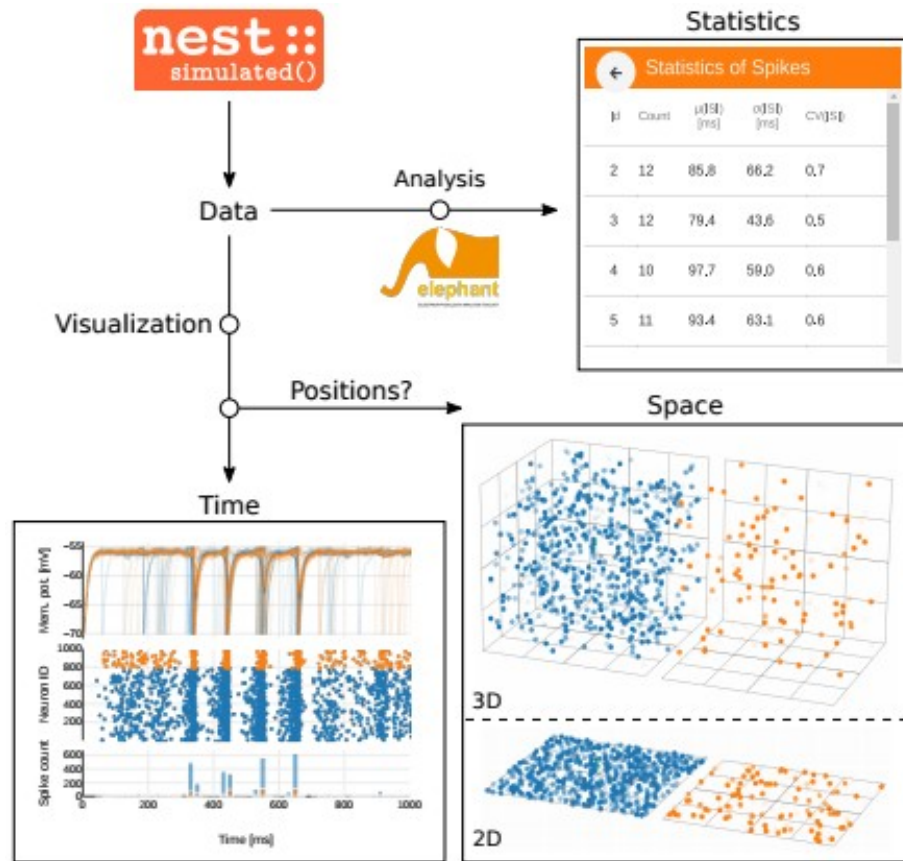 nest::
simulated()
Statistics
Statistics of Spikes
Id Count μ(ISI) [ms] σ(ISI) [ms] CV(ISI)
2 12 85.8 66.2 0.7
3 12 79.4 43.6 0.5
4 10 97.7 59.0 0.6
5 11 93.4 63.1 0.6
Analysis
Data
elephant
Visualization
Positions?
Space
3D
2D
Time
Mem. pot. [mV]
-55
-60
-65
-70
Neuron ID
1000
800
600
400
200
Spike count
600
400
200
0
0 200 400 600 800 1000
Time [ms]